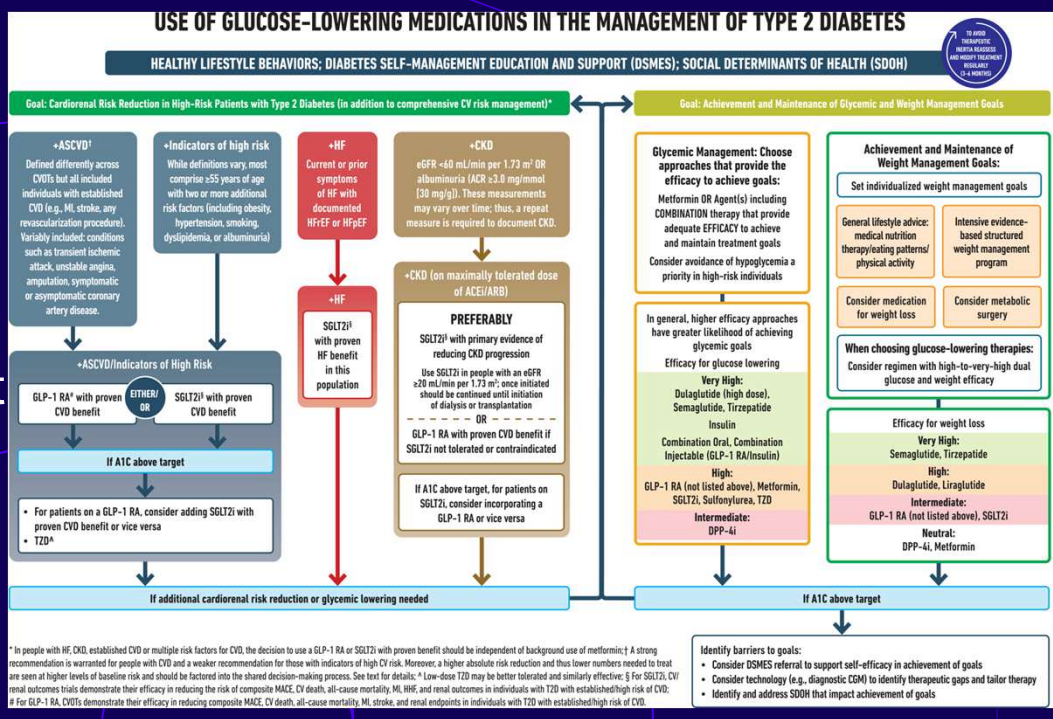 USE OF GLUCOSE-LOWERING MEDICATIONS IN THE MANAGEMENT OF TYPE 2 DIABETES
HEALTHY LIFESTYLE BEHAVIORS; DIABETES SELF-MANAGEMENT EDUCATION AND SUPPORT (DSMES); SOCIAL DETERMINANTS OF HEALTH (SDOH)
TO AVOID
THERAPEUTIC
INERTIA REASSESS
AND MODIFY TREATMENT
REGULARLY
(3-6 MONTHS)
Goal: Cardiorenal Risk Reduction in High-Risk Patients with Type 2 Diabetes (in addition to comprehensive CV risk management)*
+ASCVD†
Defined differently across
CVOTs but all included
individuals with established
CVD (e.g., MI, stroke, any
revascularization procedure).
Variably included: conditions
such as transient ischemic
attack, unstable angina,
amputation, symptomatic
or asymptomatic coronary
artery disease.
+Indicators of high risk
While definitions vary, most
comprise ≥55 years of age
with two or more additional
risk factors (including obesity,
hypertension, smoking,
dyslipidemia, or albuminuria)
+HF
Current or prior
symptoms
of HF with
documented
HFrEF or HFpEF
+CKD
eGFR <60 mL/min per 1.73 m² OR
albuminuria (ACR ≥3.0 mg/mmol
[30 mg/g]). These measurements
may vary over time; thus, a repeat
measure is required to document CKD.
+ASCVD/Indicators of High Risk
GLP-1 RA# with proven
CVD benefit
EITHER/
OR
SGLT2i§ with proven
CVD benefit
If A1C above target
• For patients on a GLP-1 RA, consider adding SGLT2i with
proven CVD benefit or vice versa
• TZD^
+HF
SGLT2i§
with proven
HF benefit
in this
population
+CKD (on maximally tolerated dose
of ACEi/ARB)
PREFERABLY
SGLT2i§ with primary evidence of
reducing CKD progression
Use SGLT2i in people with an eGFR
≥20 mL/min per 1.73 m²; once initiated
should be continued until initiation
of dialysis or transplantation
OR
GLP-1 RA with proven CVD benefit if
SGLT2i not tolerated or contraindicated
If A1C above target, for patients on
SGLT2i, consider incorporating a
GLP-1 RA or vice versa
If additional cardiorenal risk reduction or glycemic lowering needed
Goal: Achievement and Maintenance of Glycemic and Weight Management Goals
Glycemic Management: Choose
approaches that provide the
efficacy to achieve goals:
Metformin OR Agent(s) including
COMBINATION therapy that provide
adequate EFFICACY to achieve
and maintain treatment goals
Consider avoidance of hypoglycemia a
priority in high-risk individuals
In general, higher efficacy approaches
have greater likelihood of achieving
glycemic goals
Efficacy for glucose lowering
Very High:
Dulaglutide (high dose),
Semaglutide, Tirzepatide
Insulin
Combination Oral, Combination
Injectable (GLP-1 RA/Insulin)
High:
GLP-1 RA (not listed above), Metformin,
SGLT2i, Sulfonylurea, TZD
Intermediate:
DPP-4i
Achievement and Maintenance of
Weight Management Goals:
Set individualized weight management goals
General lifestyle advice:
medical nutrition
therapy/eating patterns/
physical activity
Intensive evidence-
based structured
weight management
program
Consider medication
for weight loss
Consider metabolic
surgery
When choosing glucose-lowering therapies:
Consider regimen with high-to-very-high dual
glucose and weight efficacy
Efficacy for weight loss
Very High:
Semaglutide, Tirzepatide
High:
Dulaglutide, Liraglutide
Intermediate:
GLP-1 RA (not listed above), SGLT2i
Neutral:
DPP-4i, Metformin
If A1C above target
Identify barriers to goals:
• Consider DSMES referral to support self-efficacy in achievement of goals
• Consider technology (e.g., diagnostic CGM) to identify therapeutic gaps and tailor therapy
• Identify and address SDOH that impact achievement of goals
* In people with HF, CKD, established CVD or multiple risk factors for CVD, the decision to use a GLP-1 RA or SGLT2i with proven benefit should be independent of background use of metformin;† A strong
recommendation is warranted for people with CVD and a weaker recommendation for those with indicators of high CV risk. Moreover, a higher absolute risk reduction and thus lower numbers needed to treat
are seen at higher levels of baseline risk and should be factored into the shared decision-making process. See text for details; ^ Low-dose TZD may be better tolerated and similarly effective; § For SGLT2i, CV/
renal outcomes trials demonstrate their efficacy in reducing the risk of composite MACE, CV death, all-cause mortality, MI, HHF, and renal outcomes in individuals with T2D with established/high risk of CVD;
# For GLP-1 RA, CVOTs demonstrate their efficacy in reducing composite MACE, CV death, all-cause mortality, MI, stroke, and renal endpoints in individuals with T2D with established/high risk of CVD.